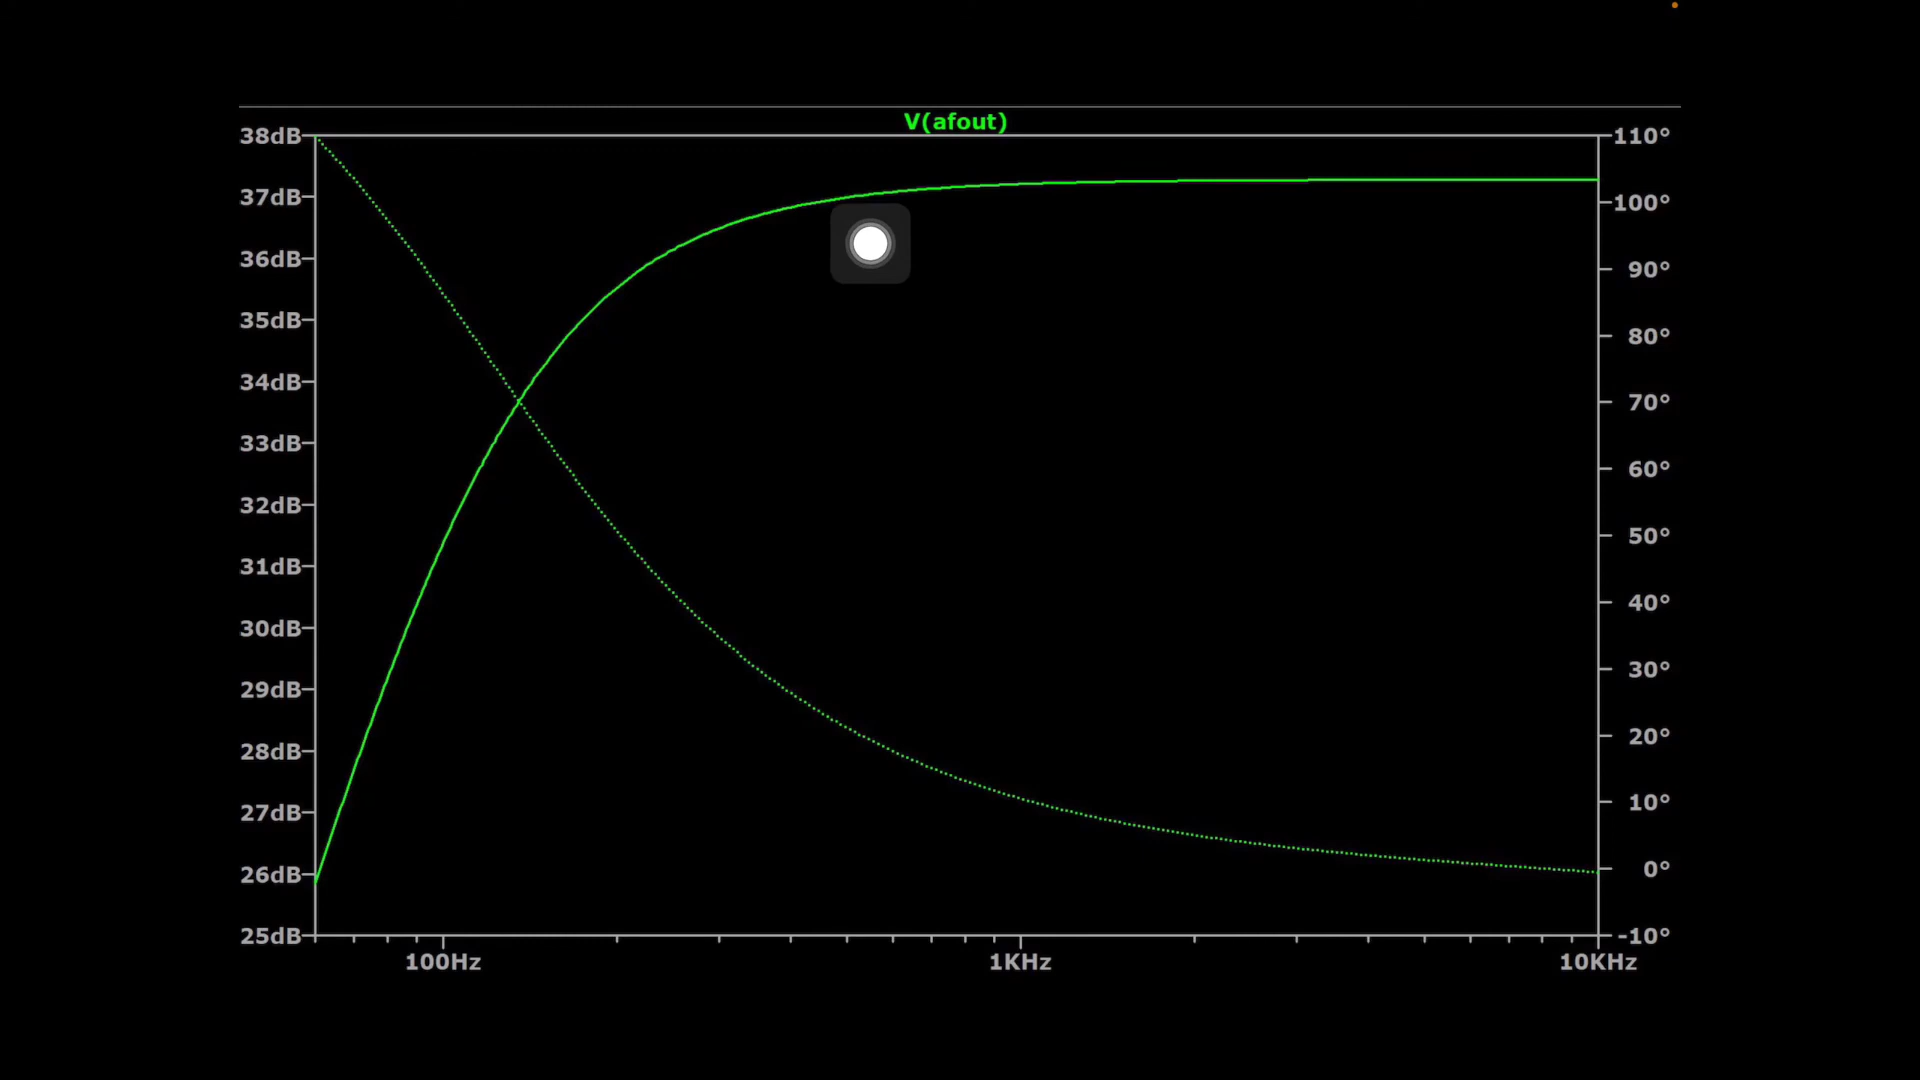 V(afout)
38dB
37dB
36dB
35dB
34dB
33dB
32dB
31dB
30dB
29dB
28dB
27dB
26dB
25dB
110°
100°
90°
80°
70°
60°
50°
40°
30°
20°
10°
0°
-10°
100Hz 1KHz 10KHz